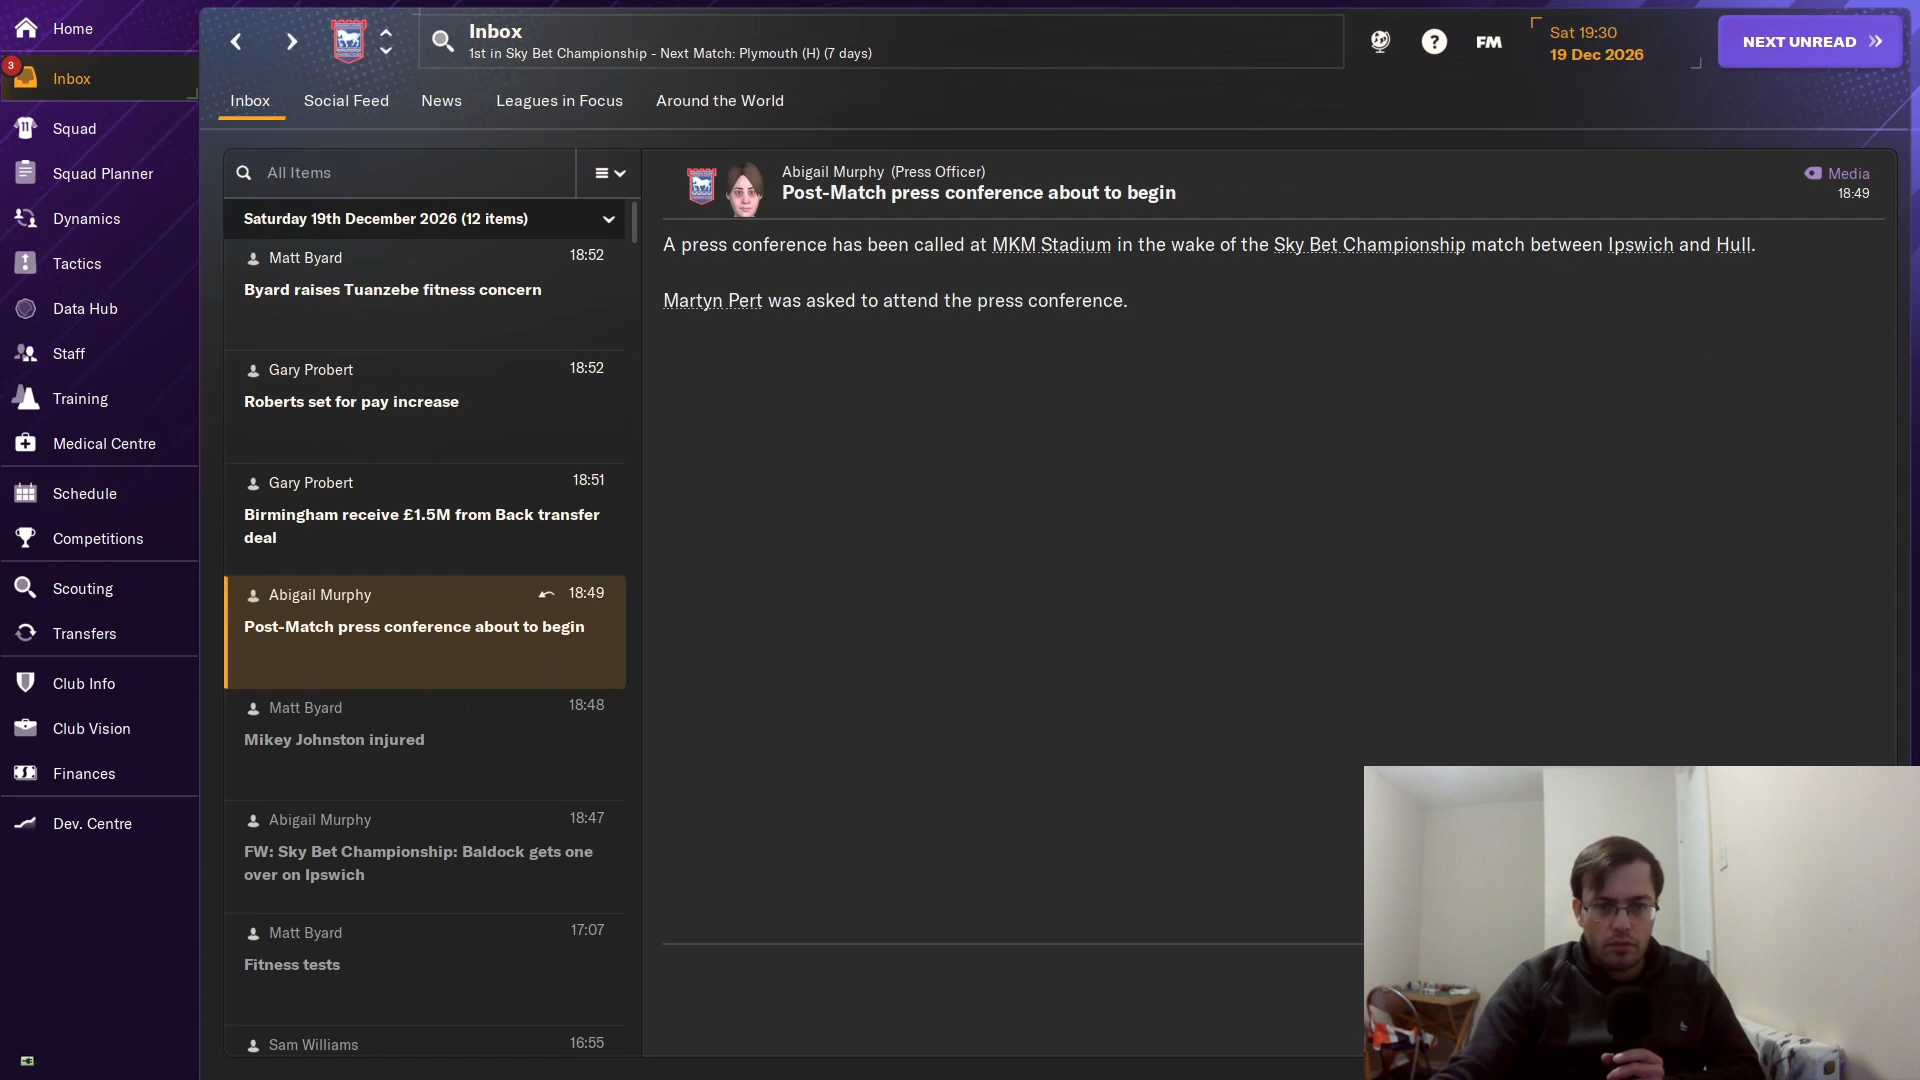 Home
3
Inbox
Squad
Squad Planner
Dynamics
Tactics
Data Hub
Staff
Training
Medical Centre
Schedule
Competitions
Scouting
Transfers
Club Info
Club Vision
Finances
Dev. Centre
Inbox
1st in Sky Bet Championship - Next Match: Plymouth (H) (7 days)
?
FM
Sat 19:30
19 Dec 2026
NEXT UNREAD
Inbox
Social Feed
News
Leagues in Focus
Around the World
All Items
Saturday 19th December 2026 (12 items)
Matt Byard
18:52
Byard raises Tuanzebe fitness concern
Gary Probert
18:52
Roberts set for pay increase
Gary Probert
18:51
Birmingham receive £1.5M from Back transfer
deal
Abigail Murphy
18:49
Post-Match press conference about to begin
Matt Byard
18:48
Mikey Johnston injured
Abigail Murphy
18:47
FW: Sky Bet Championship: Baldock gets one
over on Ipswich
Matt Byard
17:07
Fitness tests
Sam Williams
16:55
Abigail Murphy (Press Officer)
Post-Match press conference about to begin
Media
18:49
A press conference has been called at MKM Stadium in the wake of the Sky Bet Championship match between Ipswich and Hull.
Martyn Pert was asked to attend the press conference.